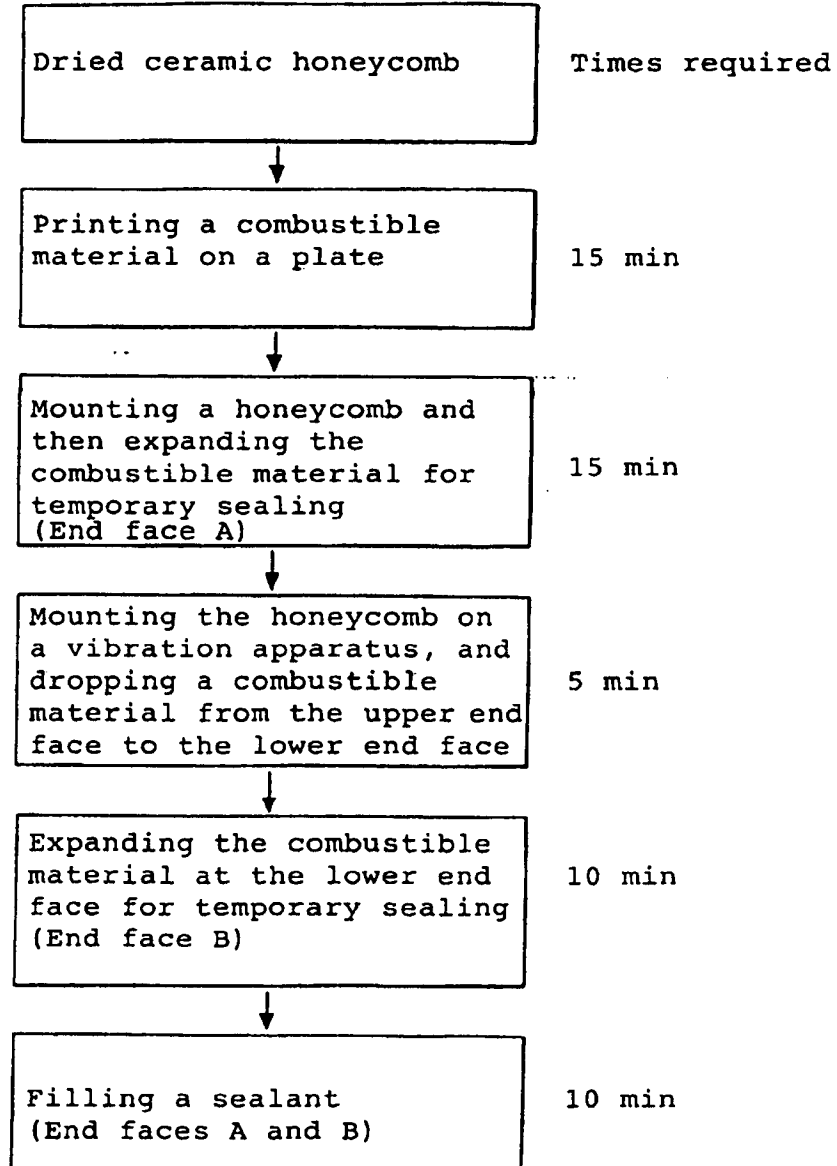 Dried ceramic honeycomb
Times required
Printing a combustible
material on a plate
15 min
Mounting a honeycomb and
then expanding the
combustible material for
temporary sealing
(End face A)
15 min
Mounting the honeycomb on
a vibration apparatus, and
dropping a combustible
material from the upper end
face to the lower end face
5 min
Expanding the combustible
material at the lower end
face for temporary sealing
(End face B)
10 min
Filling a sealant
(End faces A and B)
10 min